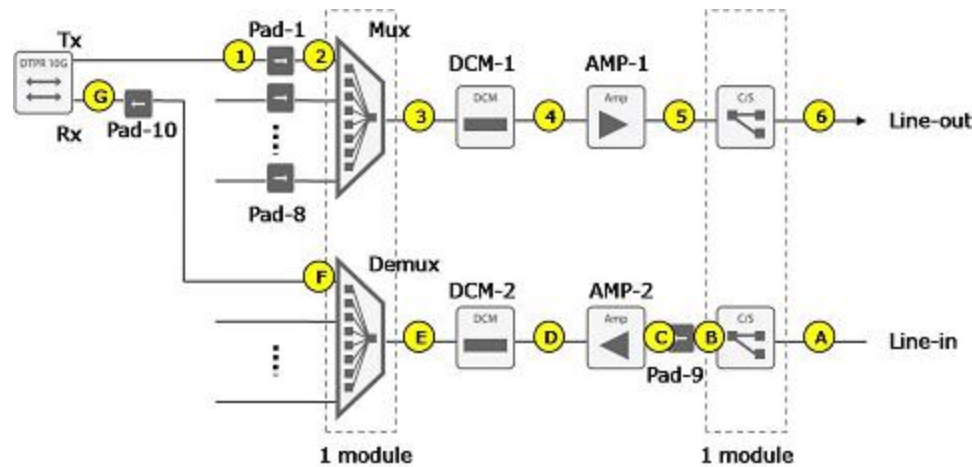 Tx
Pad-1
Mux
DTPR 10G
1
2
DCM-1
AMP-1
G
DCM
Amp
C/S
Rx
Pad-10
3
4
5
6
Line-out
Pad-8
F
Demux
DCM-2
AMP-2
DCM
Amp
C/S
E
D
C
B
A
Line-in
Pad-9
1 module
1 module